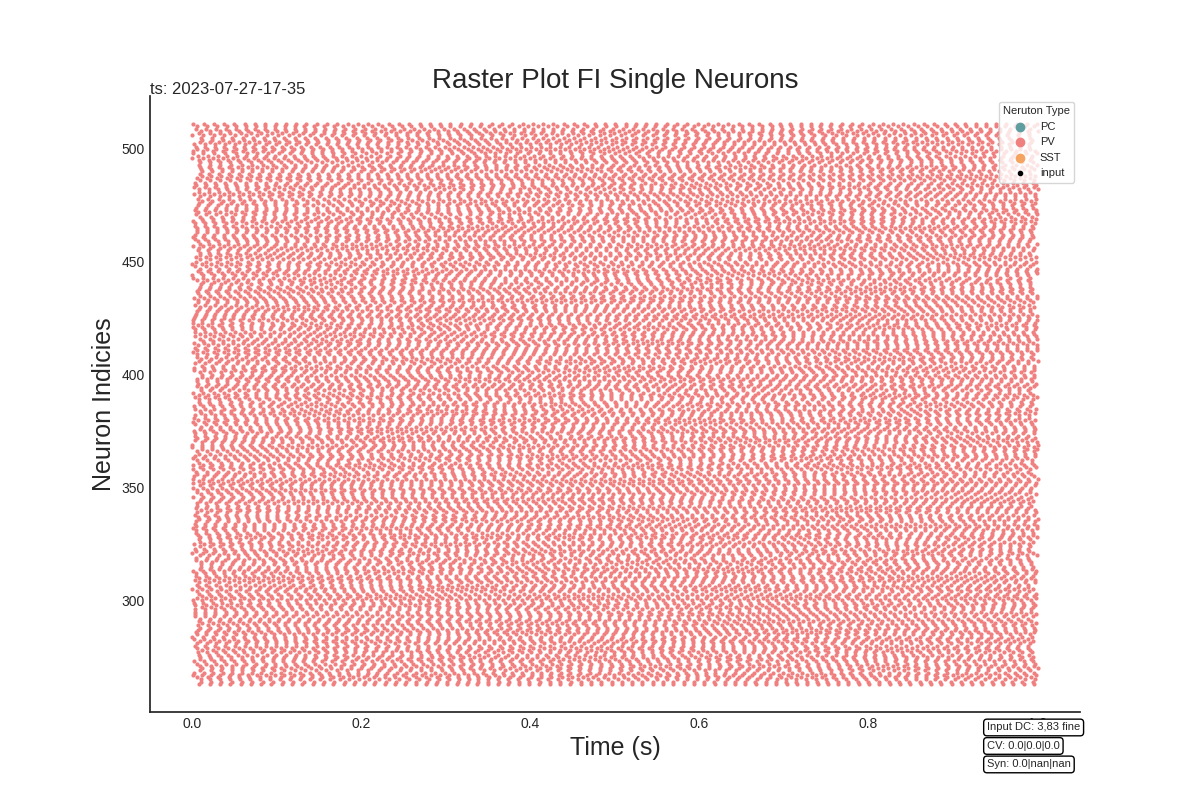 Raster Plot FI Single Neurons
ts: 2023-07-27-17-35
Neruton Type
PC
PV
SST
input
500
450
400
350
300
Neuron Indicies
0.0 0.2 0.4 0.6 0.8
Time (s)
Input DC: 3,83 fine
CV: 0.0|0.0|0.0
Syn: 0.0|nan|nan